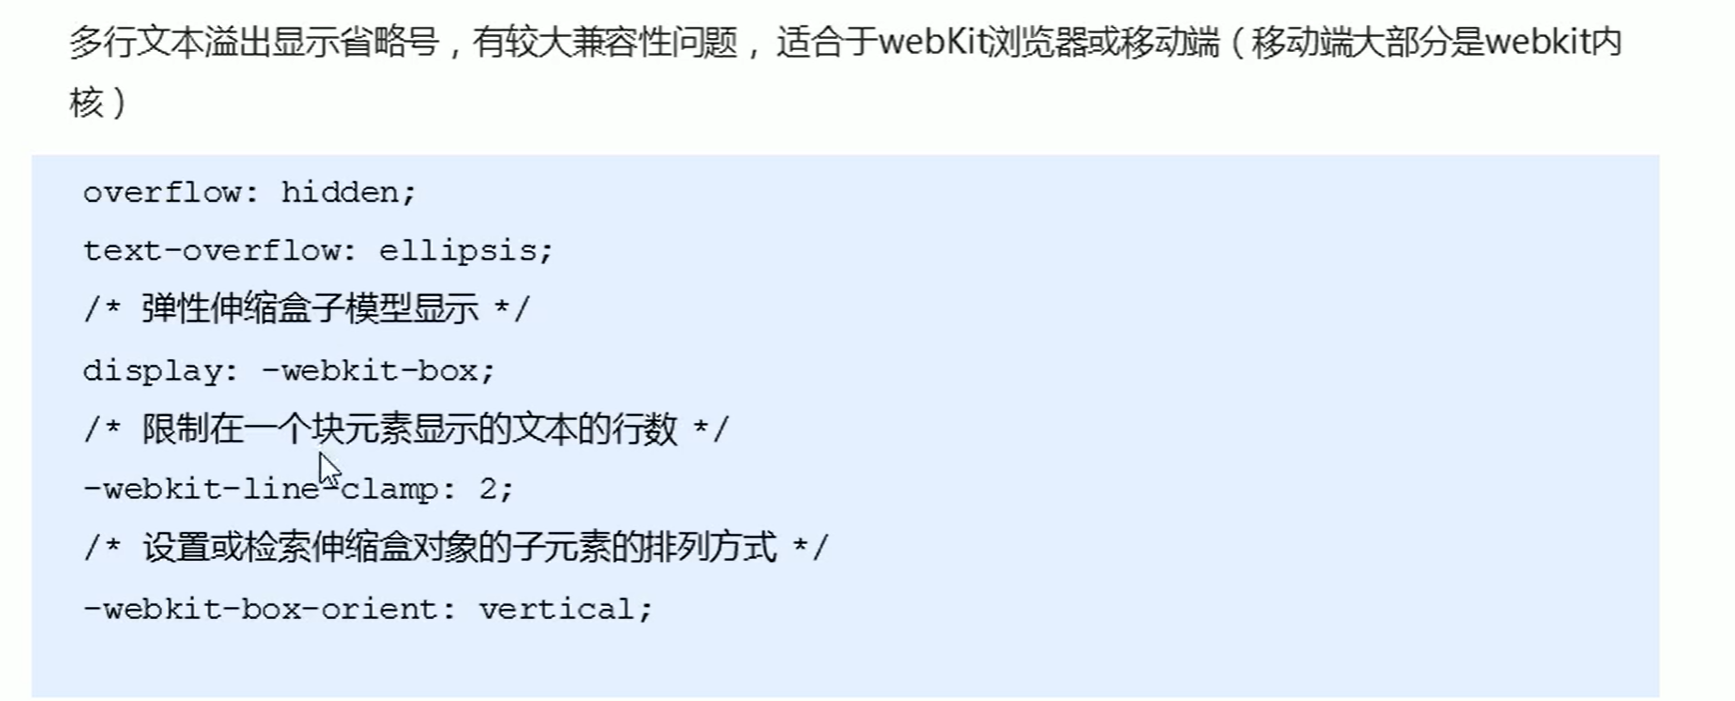 多行文本溢出显示省略号，有较大兼容性问题， 适合于webKit浏览器或移动端（移动端大部分是webkit内
核）
overflow: hidden;
text-overflow: ellipsis;
/* 弹性伸缩盒子模型显示 */
display: -webkit-box;
/* 限制在一个块元素显示的文本的行数 */
-webkit-line-clamp: 2;
/* 设置或检索伸缩盒对象的子元素的排列方式 */
-webkit-box-orient: vertical;